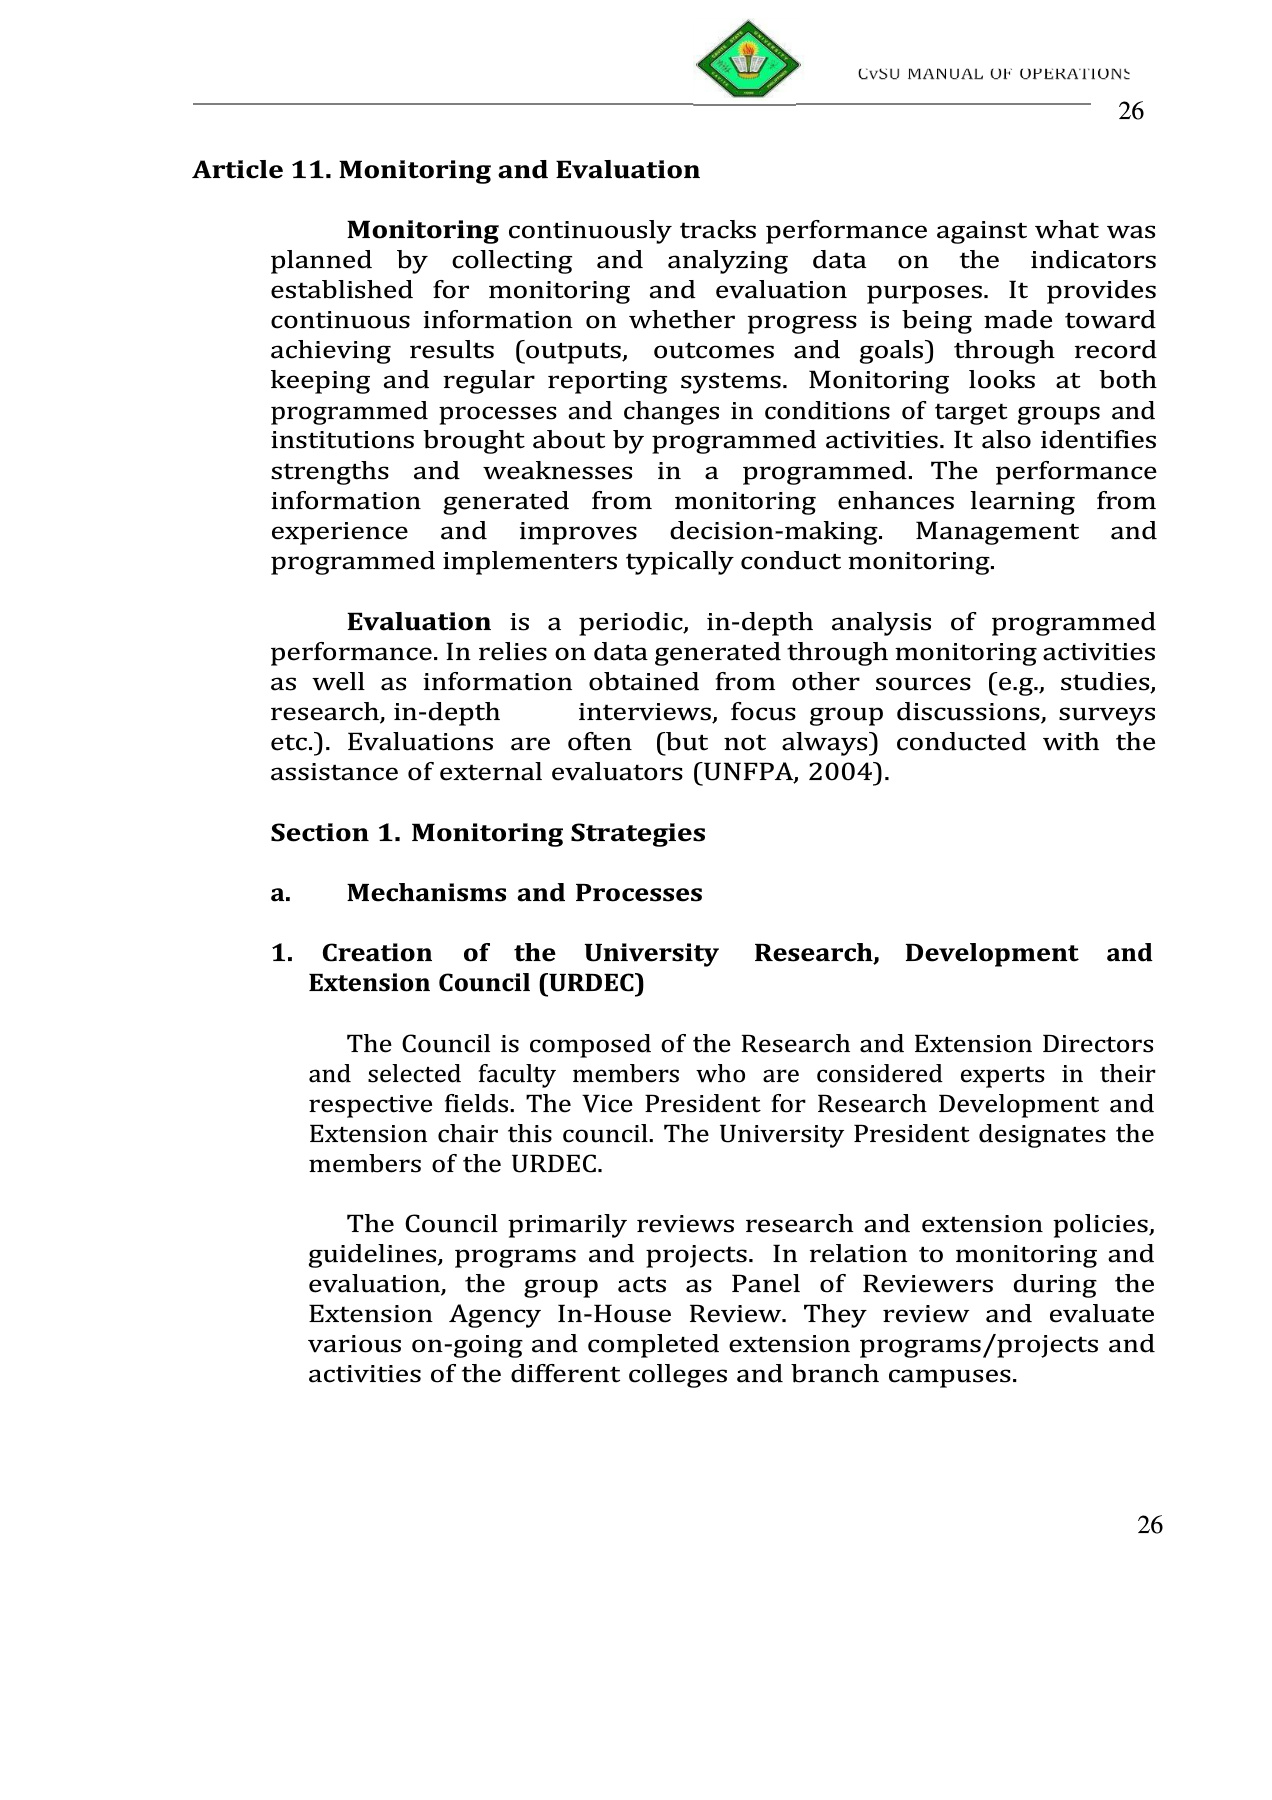 CvSU MANUAL OF OPERATIONS
26
Article 11. Monitoring and Evaluation
Monitoring continuously tracks performance against what was
planned by collecting and analyzing data on the indicators
established for monitoring and evaluation purposes. It provides
continuous information on whether progress is being made toward
achieving results (outputs, outcomes and goals) through record
keeping and regular reporting systems. Monitoring looks at both
programmed processes and changes in conditions of target groups and
institutions brought about by programmed activities. It also identifies
strengths and weaknesses in a programmed. The performance
information generated from monitoring enhances learning from
experience and improves decision-making. Management and
programmed implementers typically conduct monitoring.
Evaluation is a periodic, in-depth analysis of programmed
performance. In relies on data generated through monitoring activities
as well as information obtained from other sources (e.g., studies,
research, in-depth interviews, focus group discussions, surveys
etc.). Evaluations are often (but not always) conducted with the
assistance of external evaluators (UNFPA, 2004).
Section 1. Monitoring Strategies
a. Mechanisms and Processes
1. Creation of the University Research, Development and
Extension Council (URDEC)
The Council is composed of the Research and Extension Directors
and selected faculty members who are considered experts in their
respective fields. The Vice President for Research Development and
Extension chair this council. The University President designates the
members of the URDEC.
The Council primarily reviews research and extension policies,
guidelines, programs and projects. In relation to monitoring and
evaluation, the group acts as Panel of Reviewers during the
Extension Agency In-House Review. They review and evaluate
various on-going and completed extension programs/projects and
activities of the different colleges and branch campuses.
26